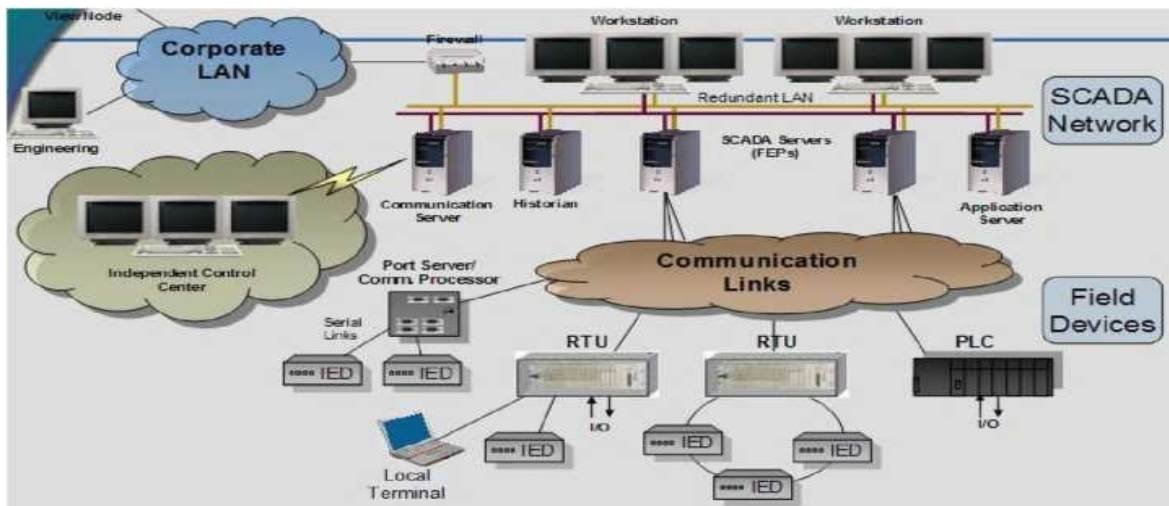 View Node
Workstation
Workstation
Firewall
Corporate
LAN
Redundant LAN
SCADA
Network
Engineering
SCADA Servers
(FEPs)
Communication
Server
Historian
Application
Server
Independent Control
Center
Port Server/
Comm. Processor
Communication
Links
Field
Devices
Serial
Links
RTU
RTU
PLC
IED
IED
I/O
I/O
IED
IED
IED
IED
Local
Terminal